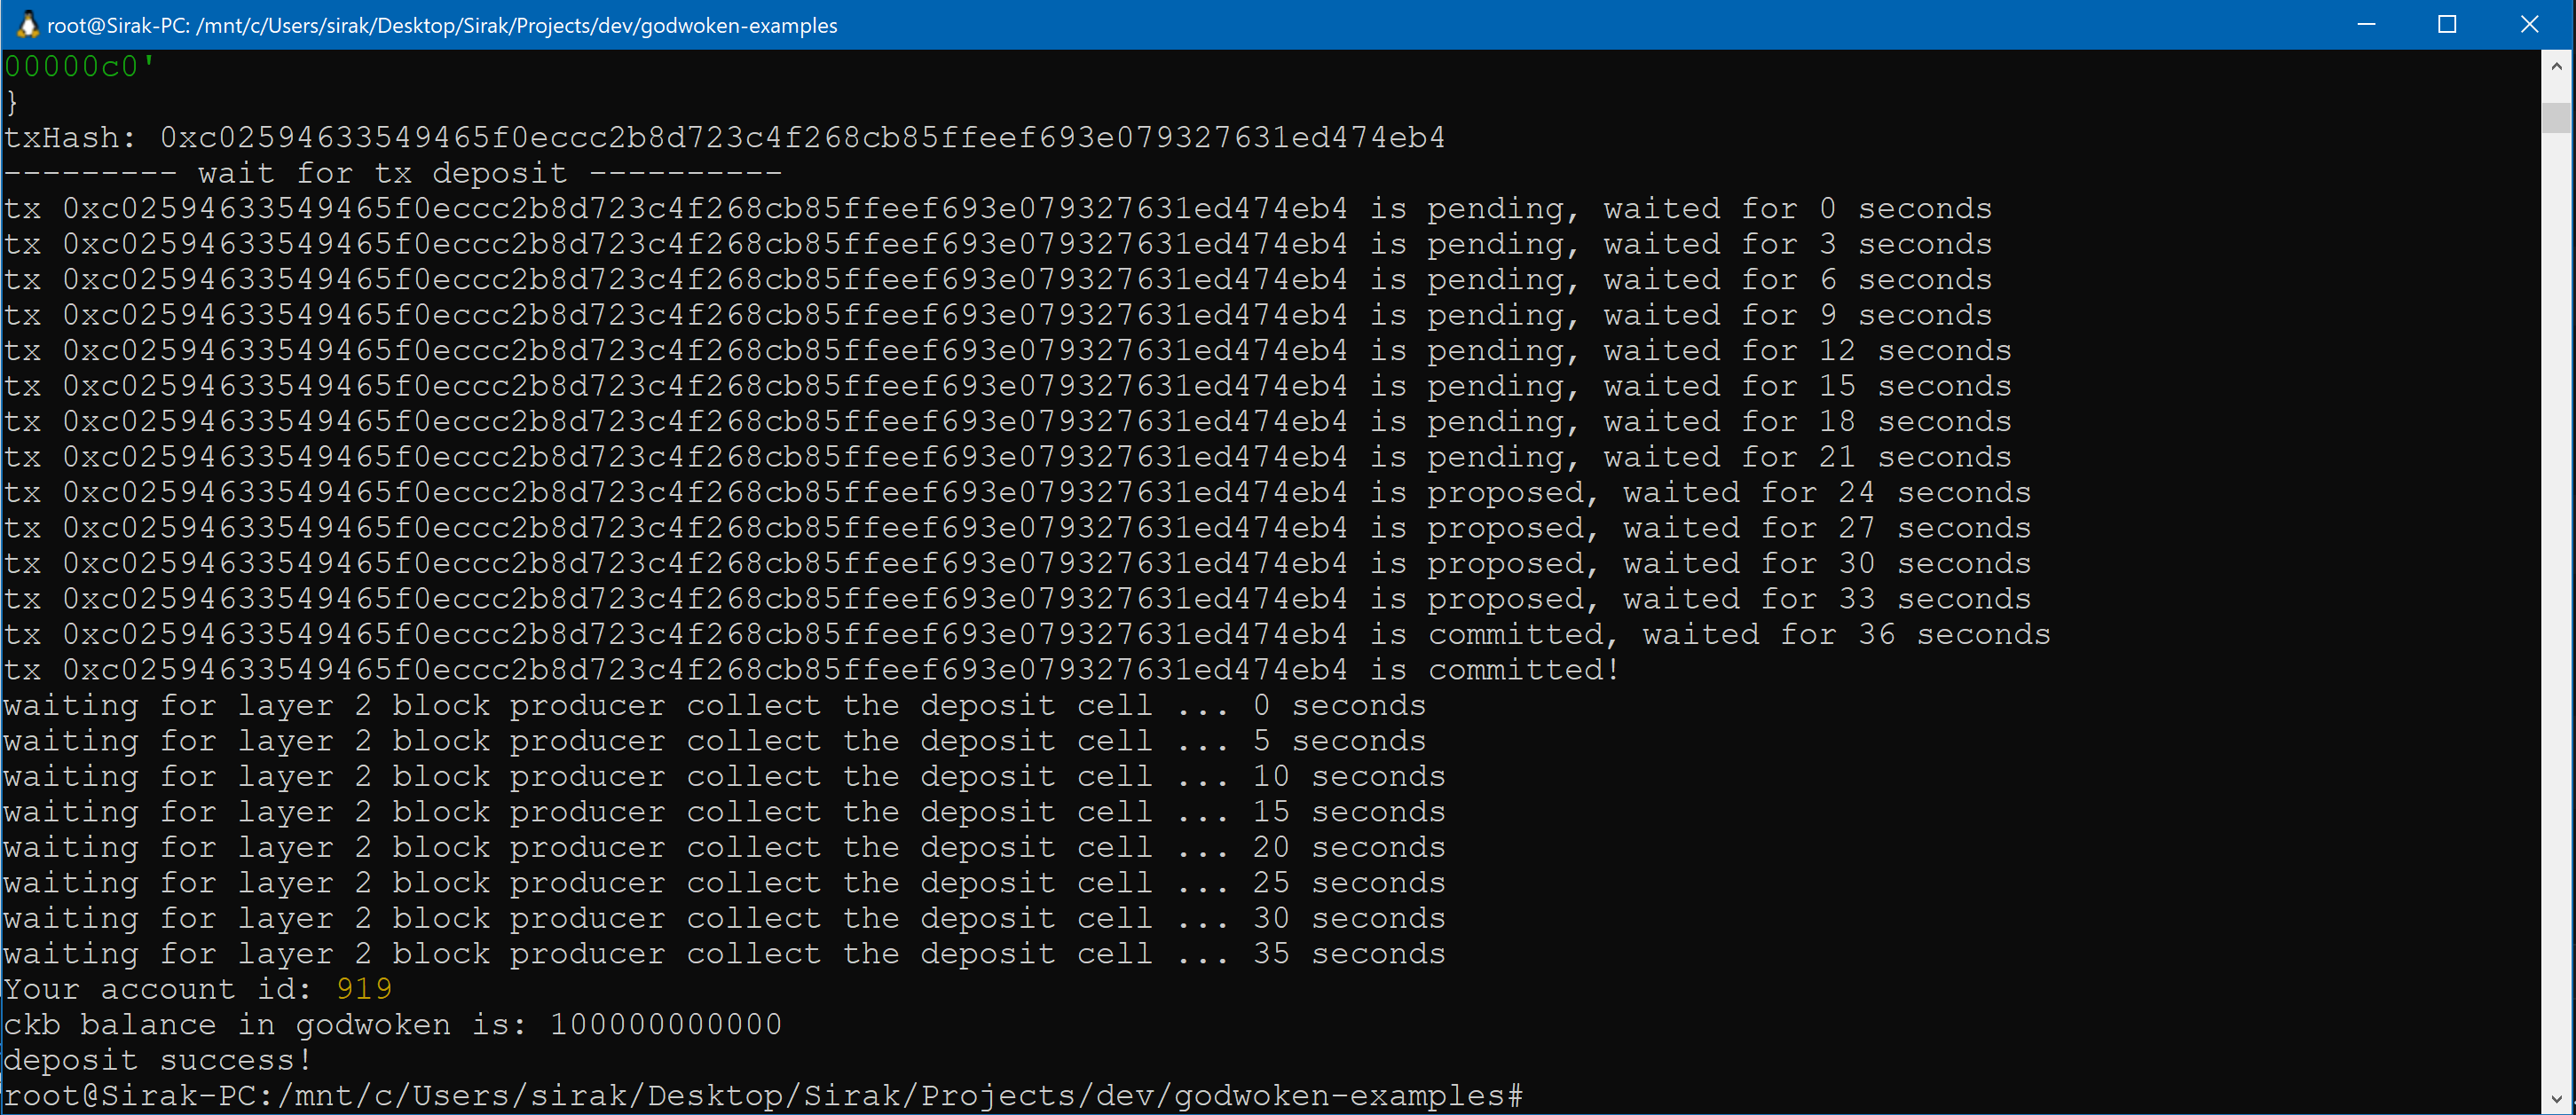 root@Sirak-PC: /mnt/c/Users/sirak/Desktop/Sirak/Projects/dev/godwoken-examples
00000c0'
}
txHash: 0xc02594633549465f0eccc2b8d723c4f268cb85ffeef693e079327631ed474eb4
--------- wait for tx deposit ----------
tx 0xc02594633549465f0eccc2b8d723c4f268cb85ffeef693e079327631ed474eb4 is pending, waited for 0 seconds
tx 0xc02594633549465f0eccc2b8d723c4f268cb85ffeef693e079327631ed474eb4 is pending, waited for 3 seconds
tx 0xc02594633549465f0eccc2b8d723c4f268cb85ffeef693e079327631ed474eb4 is pending, waited for 6 seconds
tx 0xc02594633549465f0eccc2b8d723c4f268cb85ffeef693e079327631ed474eb4 is pending, waited for 9 seconds
tx 0xc02594633549465f0eccc2b8d723c4f268cb85ffeef693e079327631ed474eb4 is pending, waited for 12 seconds
tx 0xc02594633549465f0eccc2b8d723c4f268cb85ffeef693e079327631ed474eb4 is pending, waited for 15 seconds
tx 0xc02594633549465f0eccc2b8d723c4f268cb85ffeef693e079327631ed474eb4 is pending, waited for 18 seconds
tx 0xc02594633549465f0eccc2b8d723c4f268cb85ffeef693e079327631ed474eb4 is pending, waited for 21 seconds
tx 0xc02594633549465f0eccc2b8d723c4f268cb85ffeef693e079327631ed474eb4 is proposed, waited for 24 seconds
tx 0xc02594633549465f0eccc2b8d723c4f268cb85ffeef693e079327631ed474eb4 is proposed, waited for 27 seconds
tx 0xc02594633549465f0eccc2b8d723c4f268cb85ffeef693e079327631ed474eb4 is proposed, waited for 30 seconds
tx 0xc02594633549465f0eccc2b8d723c4f268cb85ffeef693e079327631ed474eb4 is proposed, waited for 33 seconds
tx 0xc02594633549465f0eccc2b8d723c4f268cb85ffeef693e079327631ed474eb4 is committed, waited for 36 seconds
tx 0xc02594633549465f0eccc2b8d723c4f268cb85ffeef693e079327631ed474eb4 is committed!
waiting for layer 2 block producer collect the deposit cell ... 0 seconds
waiting for layer 2 block producer collect the deposit cell ... 5 seconds
waiting for layer 2 block producer collect the deposit cell ... 10 seconds
waiting for layer 2 block producer collect the deposit cell ... 15 seconds
waiting for layer 2 block producer collect the deposit cell ... 20 seconds
waiting for layer 2 block producer collect the deposit cell ... 25 seconds
waiting for layer 2 block producer collect the deposit cell ... 30 seconds
waiting for layer 2 block producer collect the deposit cell ... 35 seconds
Your account id: 919
ckb balance in godwoken is: 100000000000
deposit success!
root@Sirak-PC:/mnt/c/Users/sirak/Desktop/Sirak/Projects/dev/godwoken-examples#